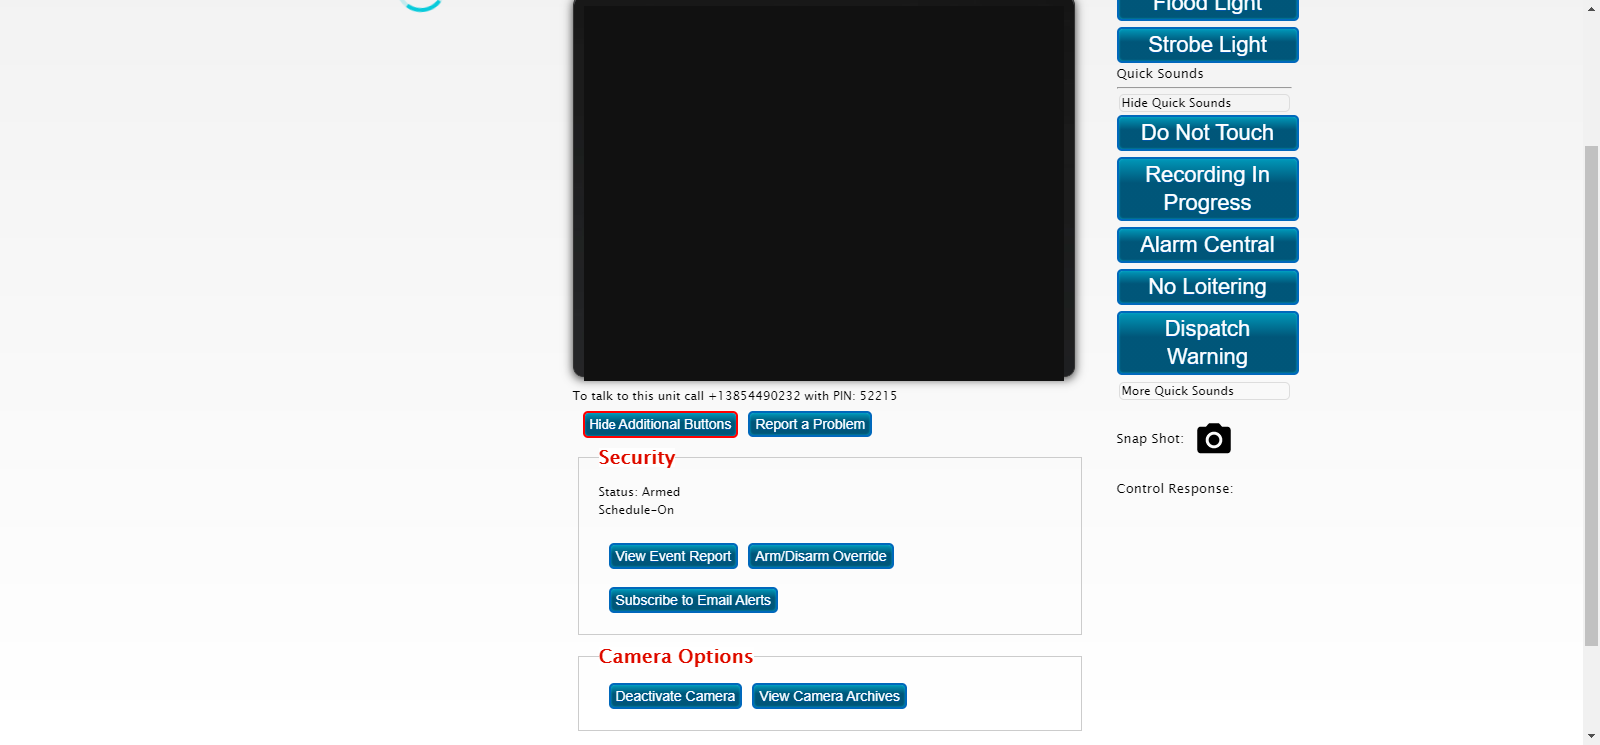 Flood Light
Strobe Light
Quick Sounds
Hide Quick Sounds
Do Not Touch
Recording In
Progress
Alarm Central
No Loitering
Dispatch
Warning
More Quick Sounds
Snap Shot:
Control Response:
To talk to this unit call +13854490232 with PIN: 52215
Hide Additional Buttons
Report a Problem
Security
Status: Armed
Schedule-On
View Event Report
Arm/Disarm Override
Subscribe to Email Alerts
Camera Options
Deactivate Camera
View Camera Archives